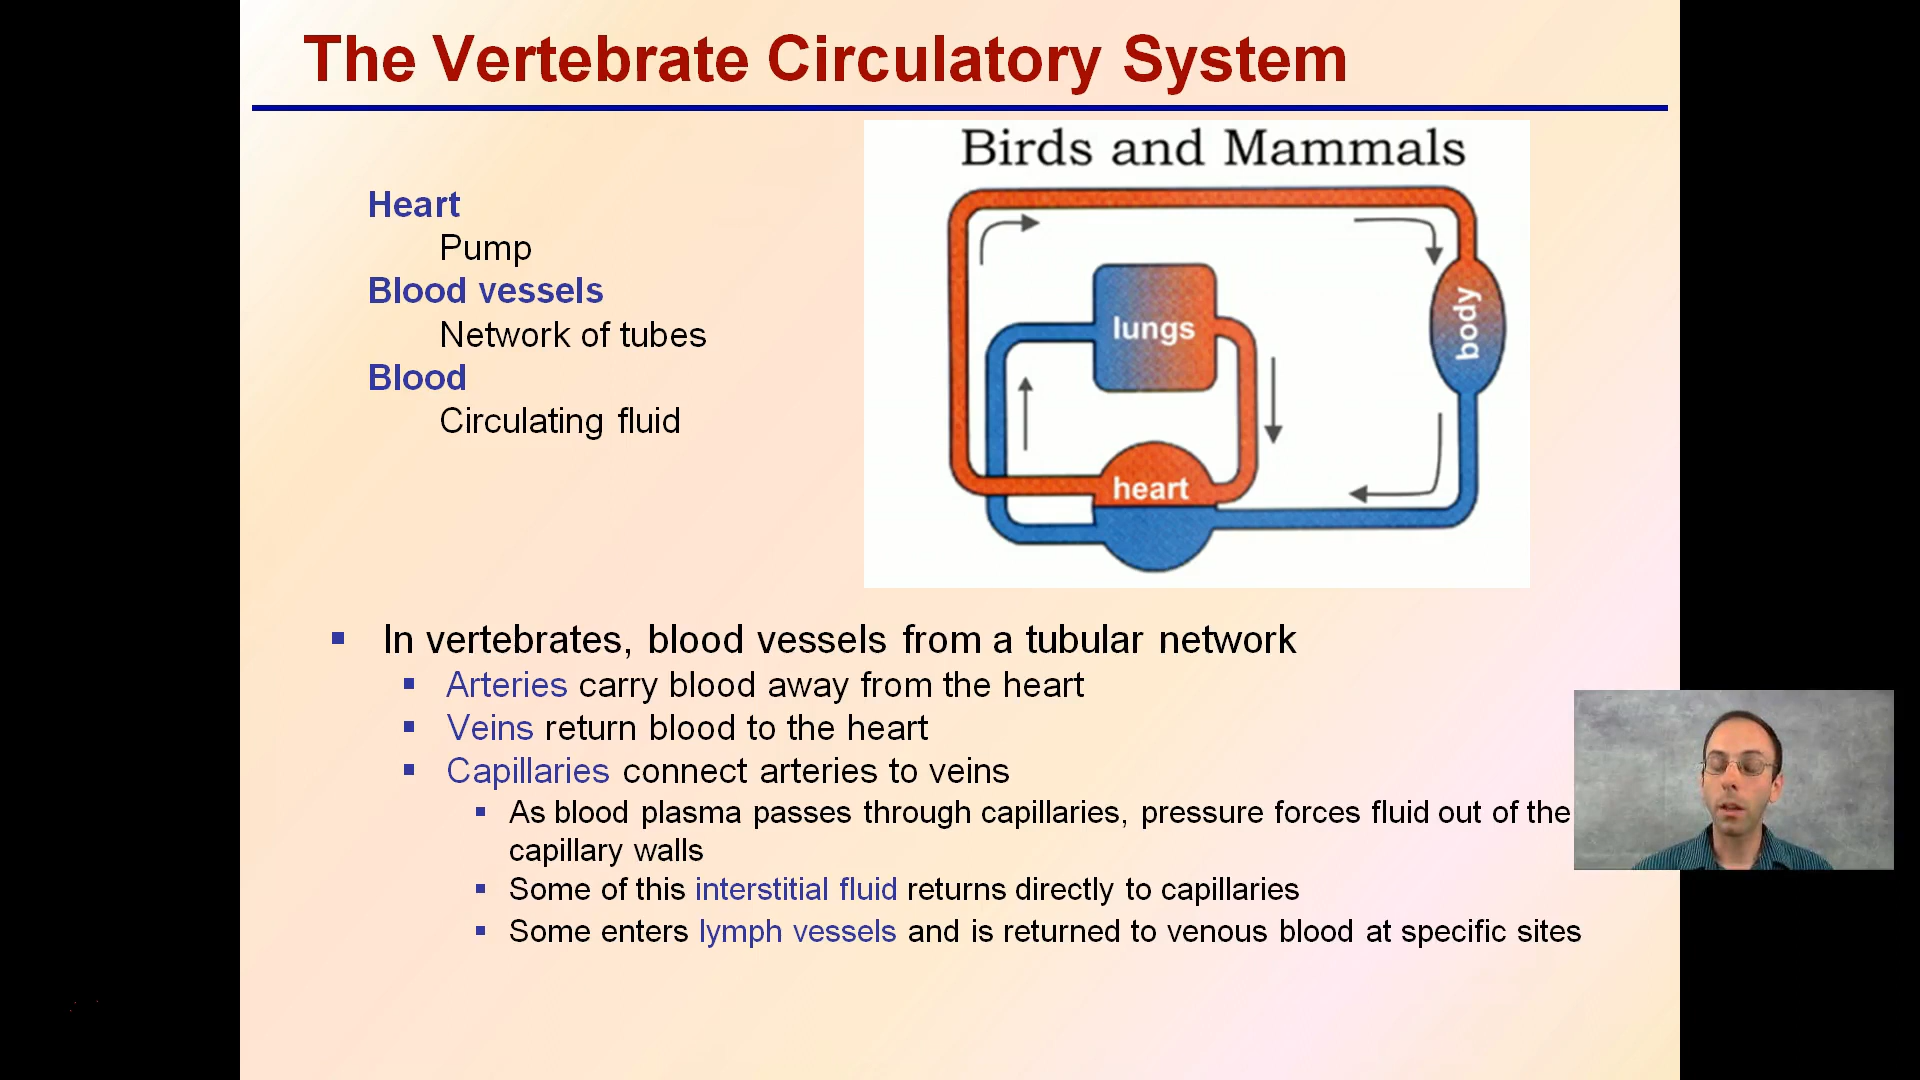 The Vertebrate Circulatory System
Heart
Pump
Blood vessels
Network of tubes
Blood
Circulating fluid
Birds and Mammals
lungs
body
heart
In vertebrates, blood vessels from a tubular network
Arteries carry blood away from the heart
Veins return blood to the heart
Capillaries connect arteries to veins
As blood plasma passes through capillaries, pressure forces fluid out of the
capillary walls
Some of this interstitial fluid returns directly to capillaries
Some enters lymph vessels and is returned to venous blood at specific sites